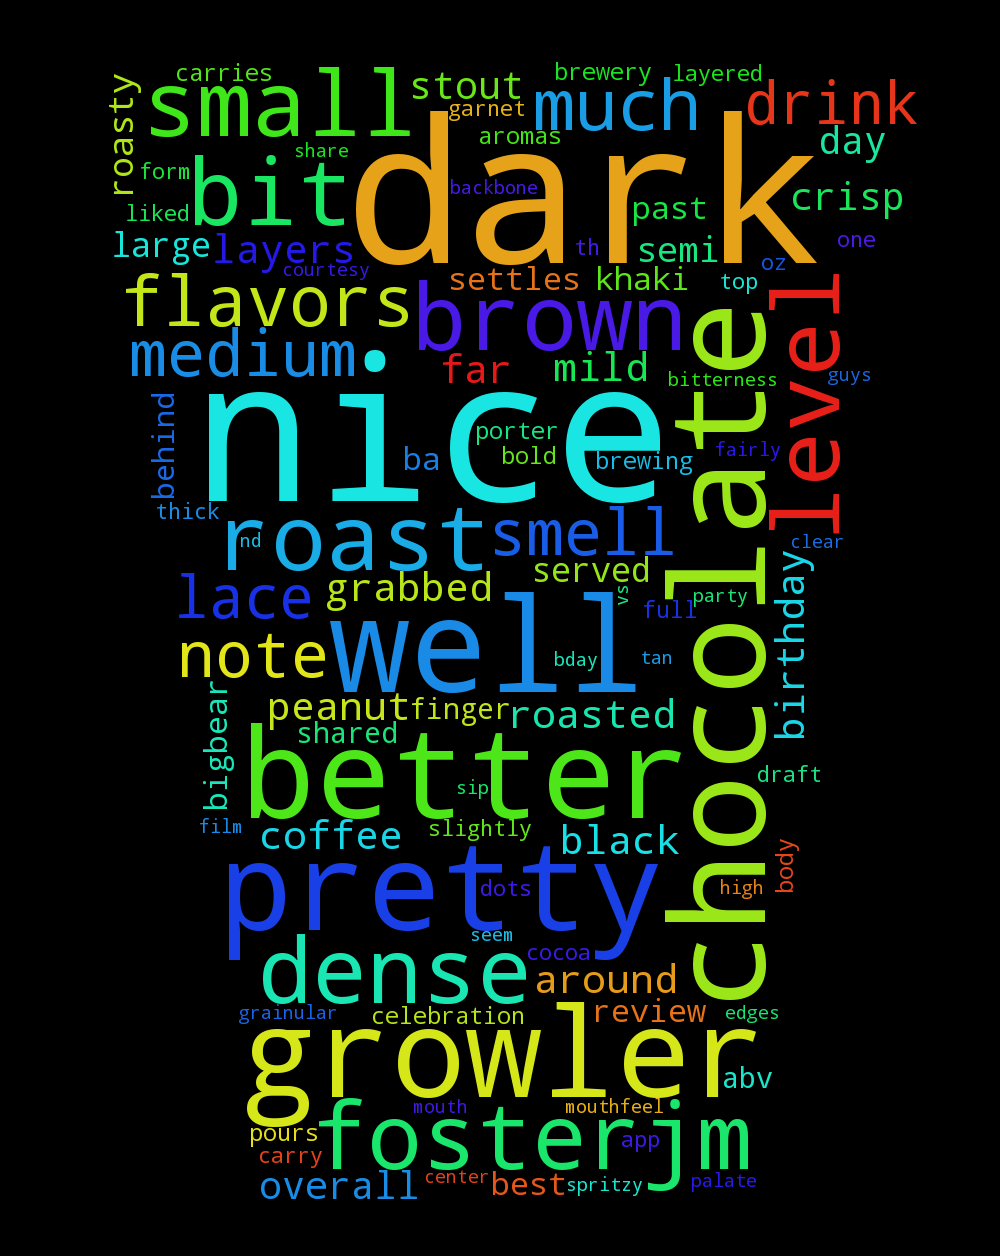 carries
brewery
layered
small
stout
much
drink
roasty
garnet
dark
aromas
day
share
form
bit
backbone
crisp
liked
past
large
layers
th
semi
one
courtesy
oz
settles
khaki
top
flavors
brown
level
chocolate
medium
far
mild
bitterness
guys
nice
behind
porter
ba
bold
brewing
fairly
thick
roast
smell
nd
clear
served
birthday
lace
grabbed
vs
full
party
well
note
bday
tan
peanut
finger
roasted
bigbear
shared
better
draft
sip
film
coffee
slightly
black
body
pretty
dots
high
seem
cocoa
dense
around
grainular
celebration
review
edges
growler
abv
mouth
mouthfeel
fosterjm
pours
app
carry
overall
center
best
spritzy
palate